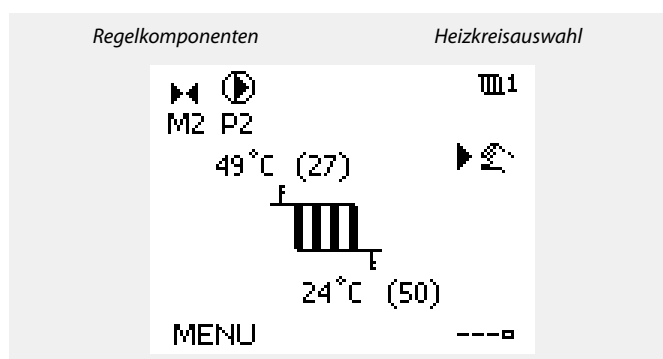 Regelkomponenten Heizkreisauswahl
1
M2 P2
49°C (27)
24°C (50)
MENU ---